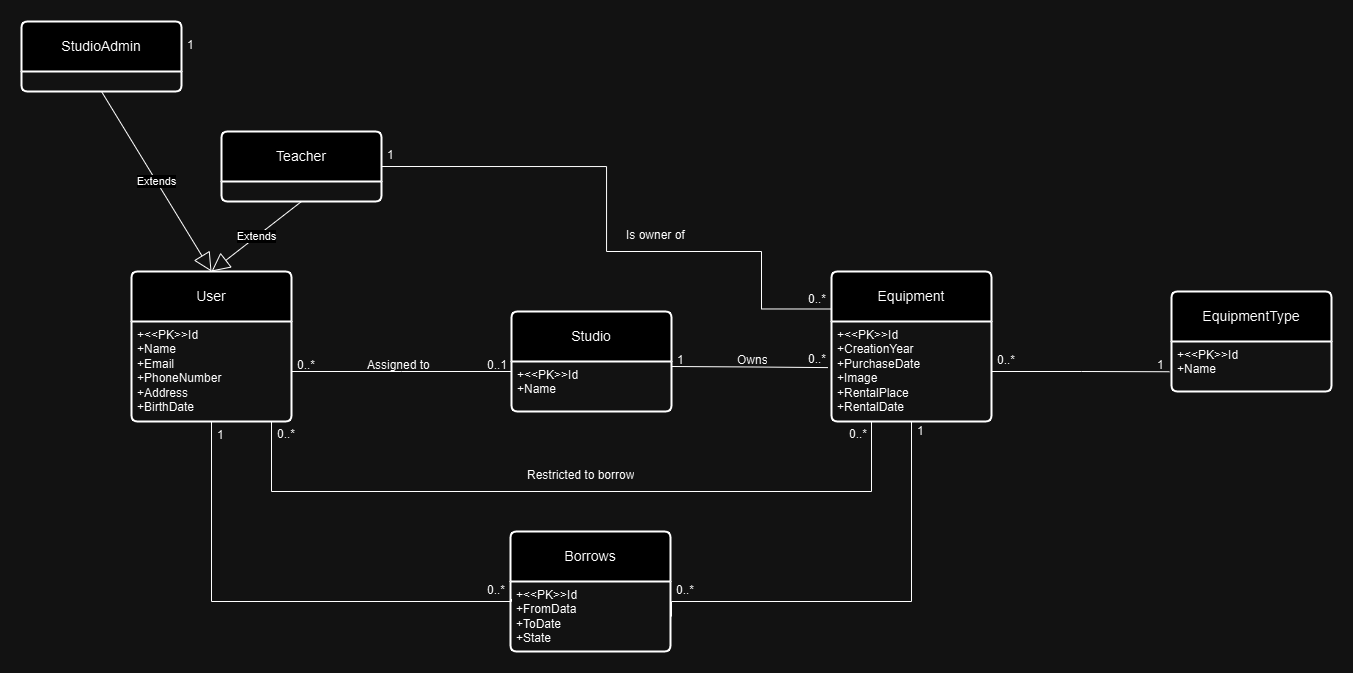 StudioAdmin
1
Teacher
1
Extends
Extends
Is owner of
User
+<<PK>>Id
+Name
+Email
+PhoneNumber
+Address
+BirthDate
0..*
Assigned to
0..1
Studio
+<<PK>>Id
+Name
1
Owns
0..*
0..*
Equipment
+<<PK>>Id
+CreationYear
+PurchaseDate
+Image
+RentalPlace
+RentalDate
0..*
1
EquipmentType
+<<PK>>Id
+Name
1
0..*
0..*
1
Restricted to borrow
Borrows
0..*
+<<PK>>Id
+FromData
+ToDate
+State
0..*